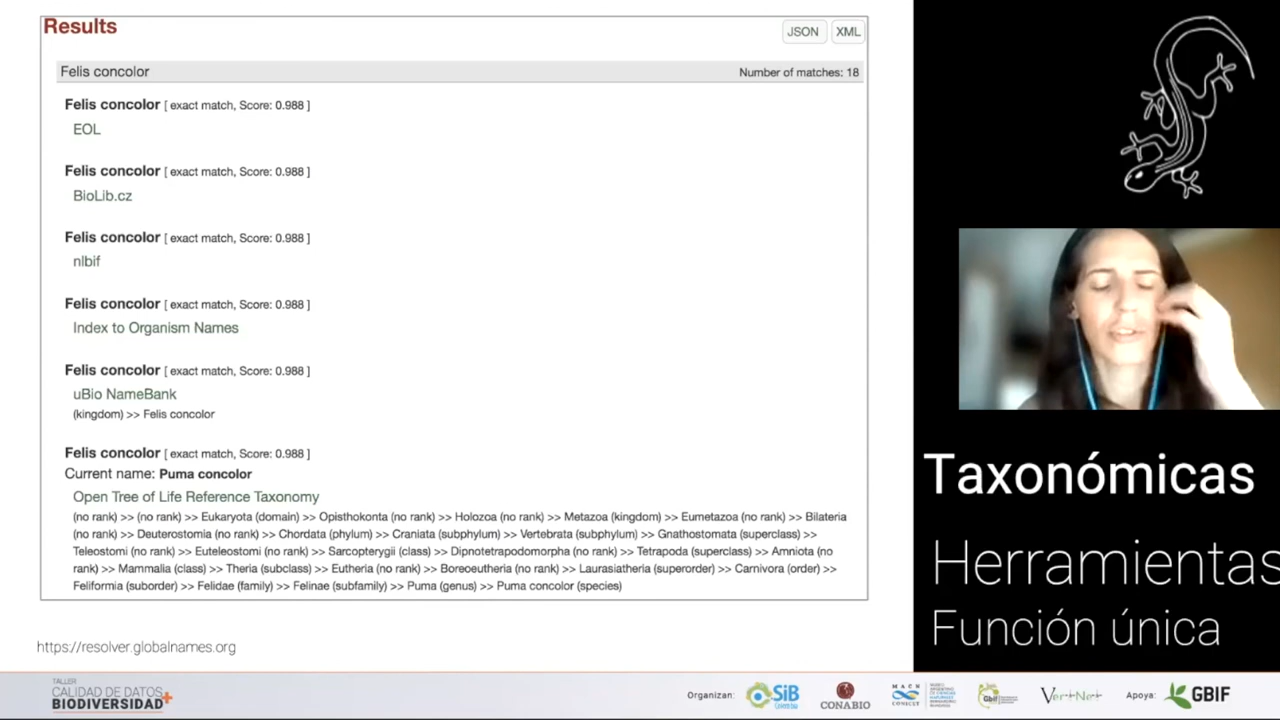 Results
JSON
XML
Felis concolor
Number of matches: 18
Felis concolor [ exact match, Score: 0.988 ]
EOL
Felis concolor [ exact match, Score: 0.988 ]
BioLib.cz
Felis concolor [ exact match, Score: 0.988 ]
nlbif
Felis concolor [ exact match, Score: 0.988 ]
Index to Organism Names
Felis concolor [ exact match, Score: 0.988 ]
uBio NameBank
(kingdom) >> Felis concolor
Felis concolor [ exact match, Score: 0.988 ]
Current name: Puma concolor
Open Tree of Life Reference Taxonomy
(no rank) >> (no rank) >> Eukaryota (domain) >> Opisthokonta (no rank) >> Holozoa (no rank) >> Metazoa (kingdom) >> Eumetazoa (no rank) >> Bilateria
(no rank) >> Deuterostomia (no rank) >> Chordata (phylum) >> Craniata (subphylum) >> Vertebrata (subphylum) >> Gnathostomata (superclass) >>
Teleostomi (no rank) >> Euteleostomi (no rank) >> Sarcopterygii (class) >> Dipnotetrapodomorpha (no rank) >> Tetrapoda (superclass) >> Amniota (no
rank) >> Mammalia (class) >> Theria (subclass) >> Eutheria (no rank) >> Boreoeutheria (no rank) >> Laurasiatheria (superorder) >> Carnivora (order) >>
Feliformia (suborder) >> Felidae (family) >> Felinae (subfamily) >> Puma (genus) >> Puma concolor (species)
https://resolver.globalnames.org
Taxonómicas
Herramientas
Función única
TALLER
CALIDAD DE DATOS
BIODIVERSIDAD+
Organizan:
SiB
Colombia
CONABIO
MACN
CONICET
Gbif
VertNet
Apoya:
GBIF